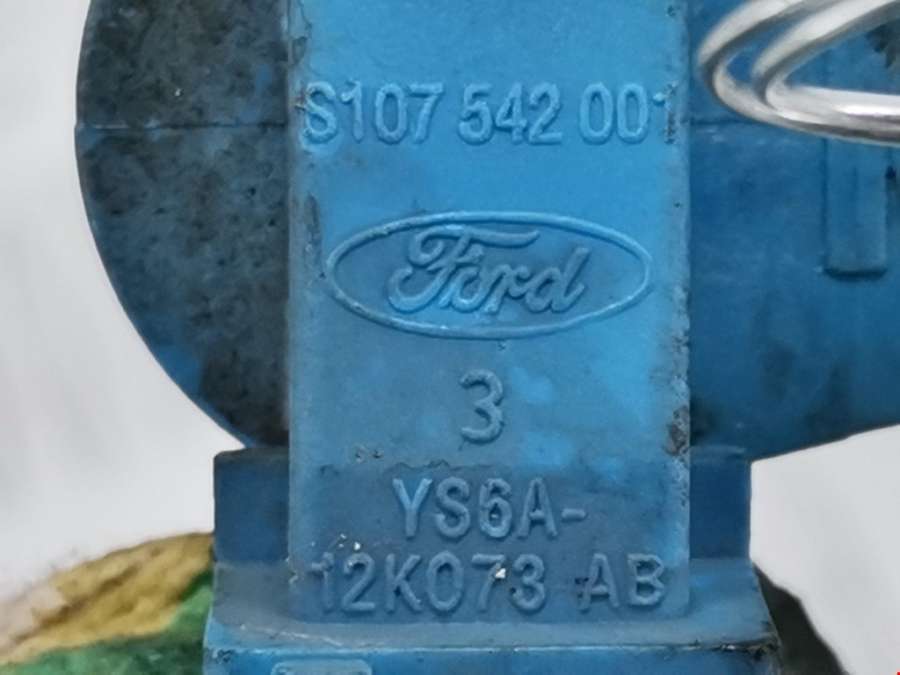 S107 542 001
Ford
3
YS6A-
12K073 AB